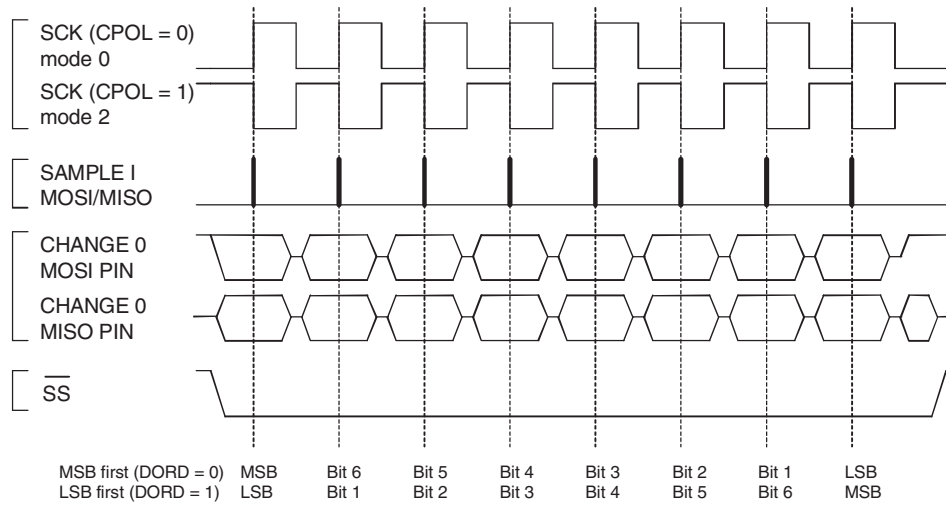 SCK (CPOL = 0)
mode 0
SCK (CPOL = 1)
mode 2
SAMPLE I
MOSI/MISO
CHANGE 0
MOSI PIN
CHANGE 0
MISO PIN
SS
MSB first (DORD = 0) MSB Bit 6 Bit 5 Bit 4 Bit 3 Bit 2 Bit 1 LSB
LSB first (DORD = 1) LSB Bit 1 Bit 2 Bit 3 Bit 4 Bit 5 Bit 6 MSB